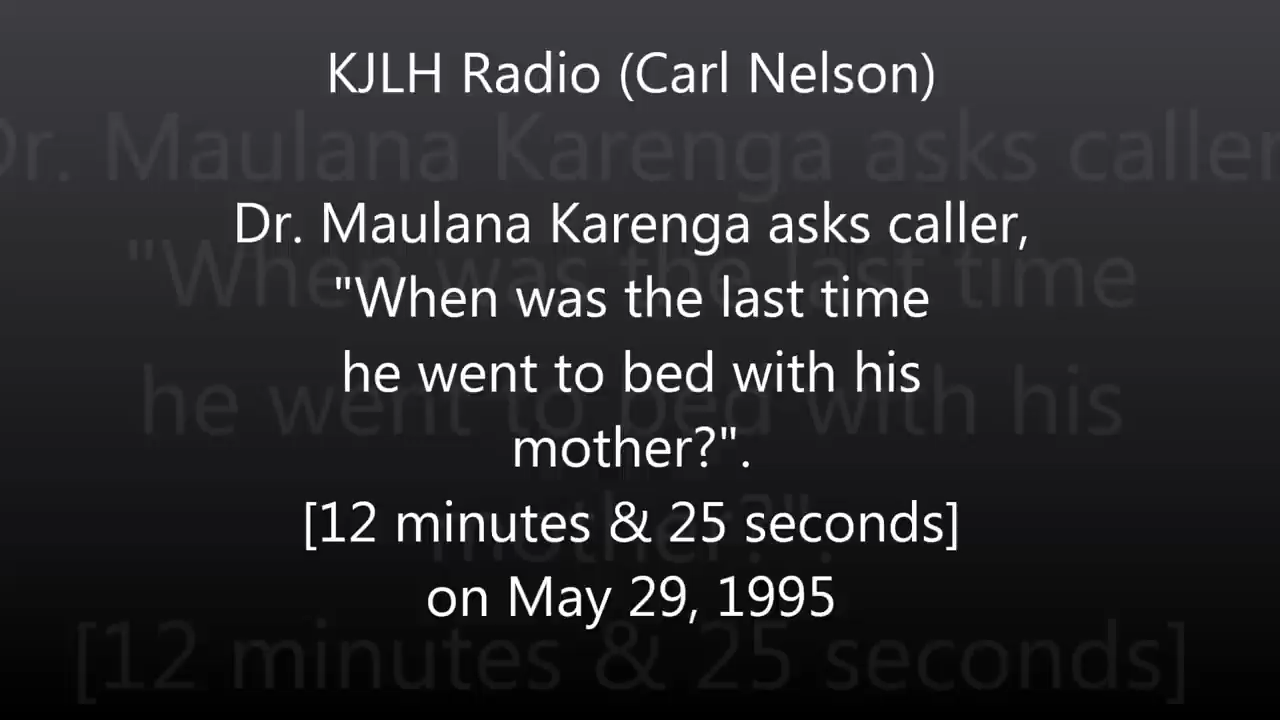 KJLH Radio (Carl Nelson)
Dr. Maulana Karenga asks caller,
"When was the last time
he went to bed with his
mother?".
[12 minutes & 25 seconds]
on May 29, 1995